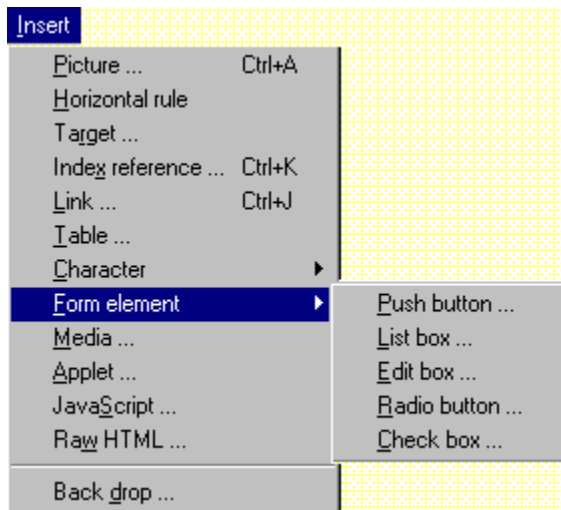 Insert
Picture ... Ctrl+A
Horizontal rule
Target ...
Index reference ... Ctrl+K
Link ... Ctrl+J
Table ...
Character
Form element
Push button ...
Media ...
List box ...
Applet ...
Edit box ...
JavaScript ...
Radio button ...
Raw HTML ...
Check box ...
Back drop ...